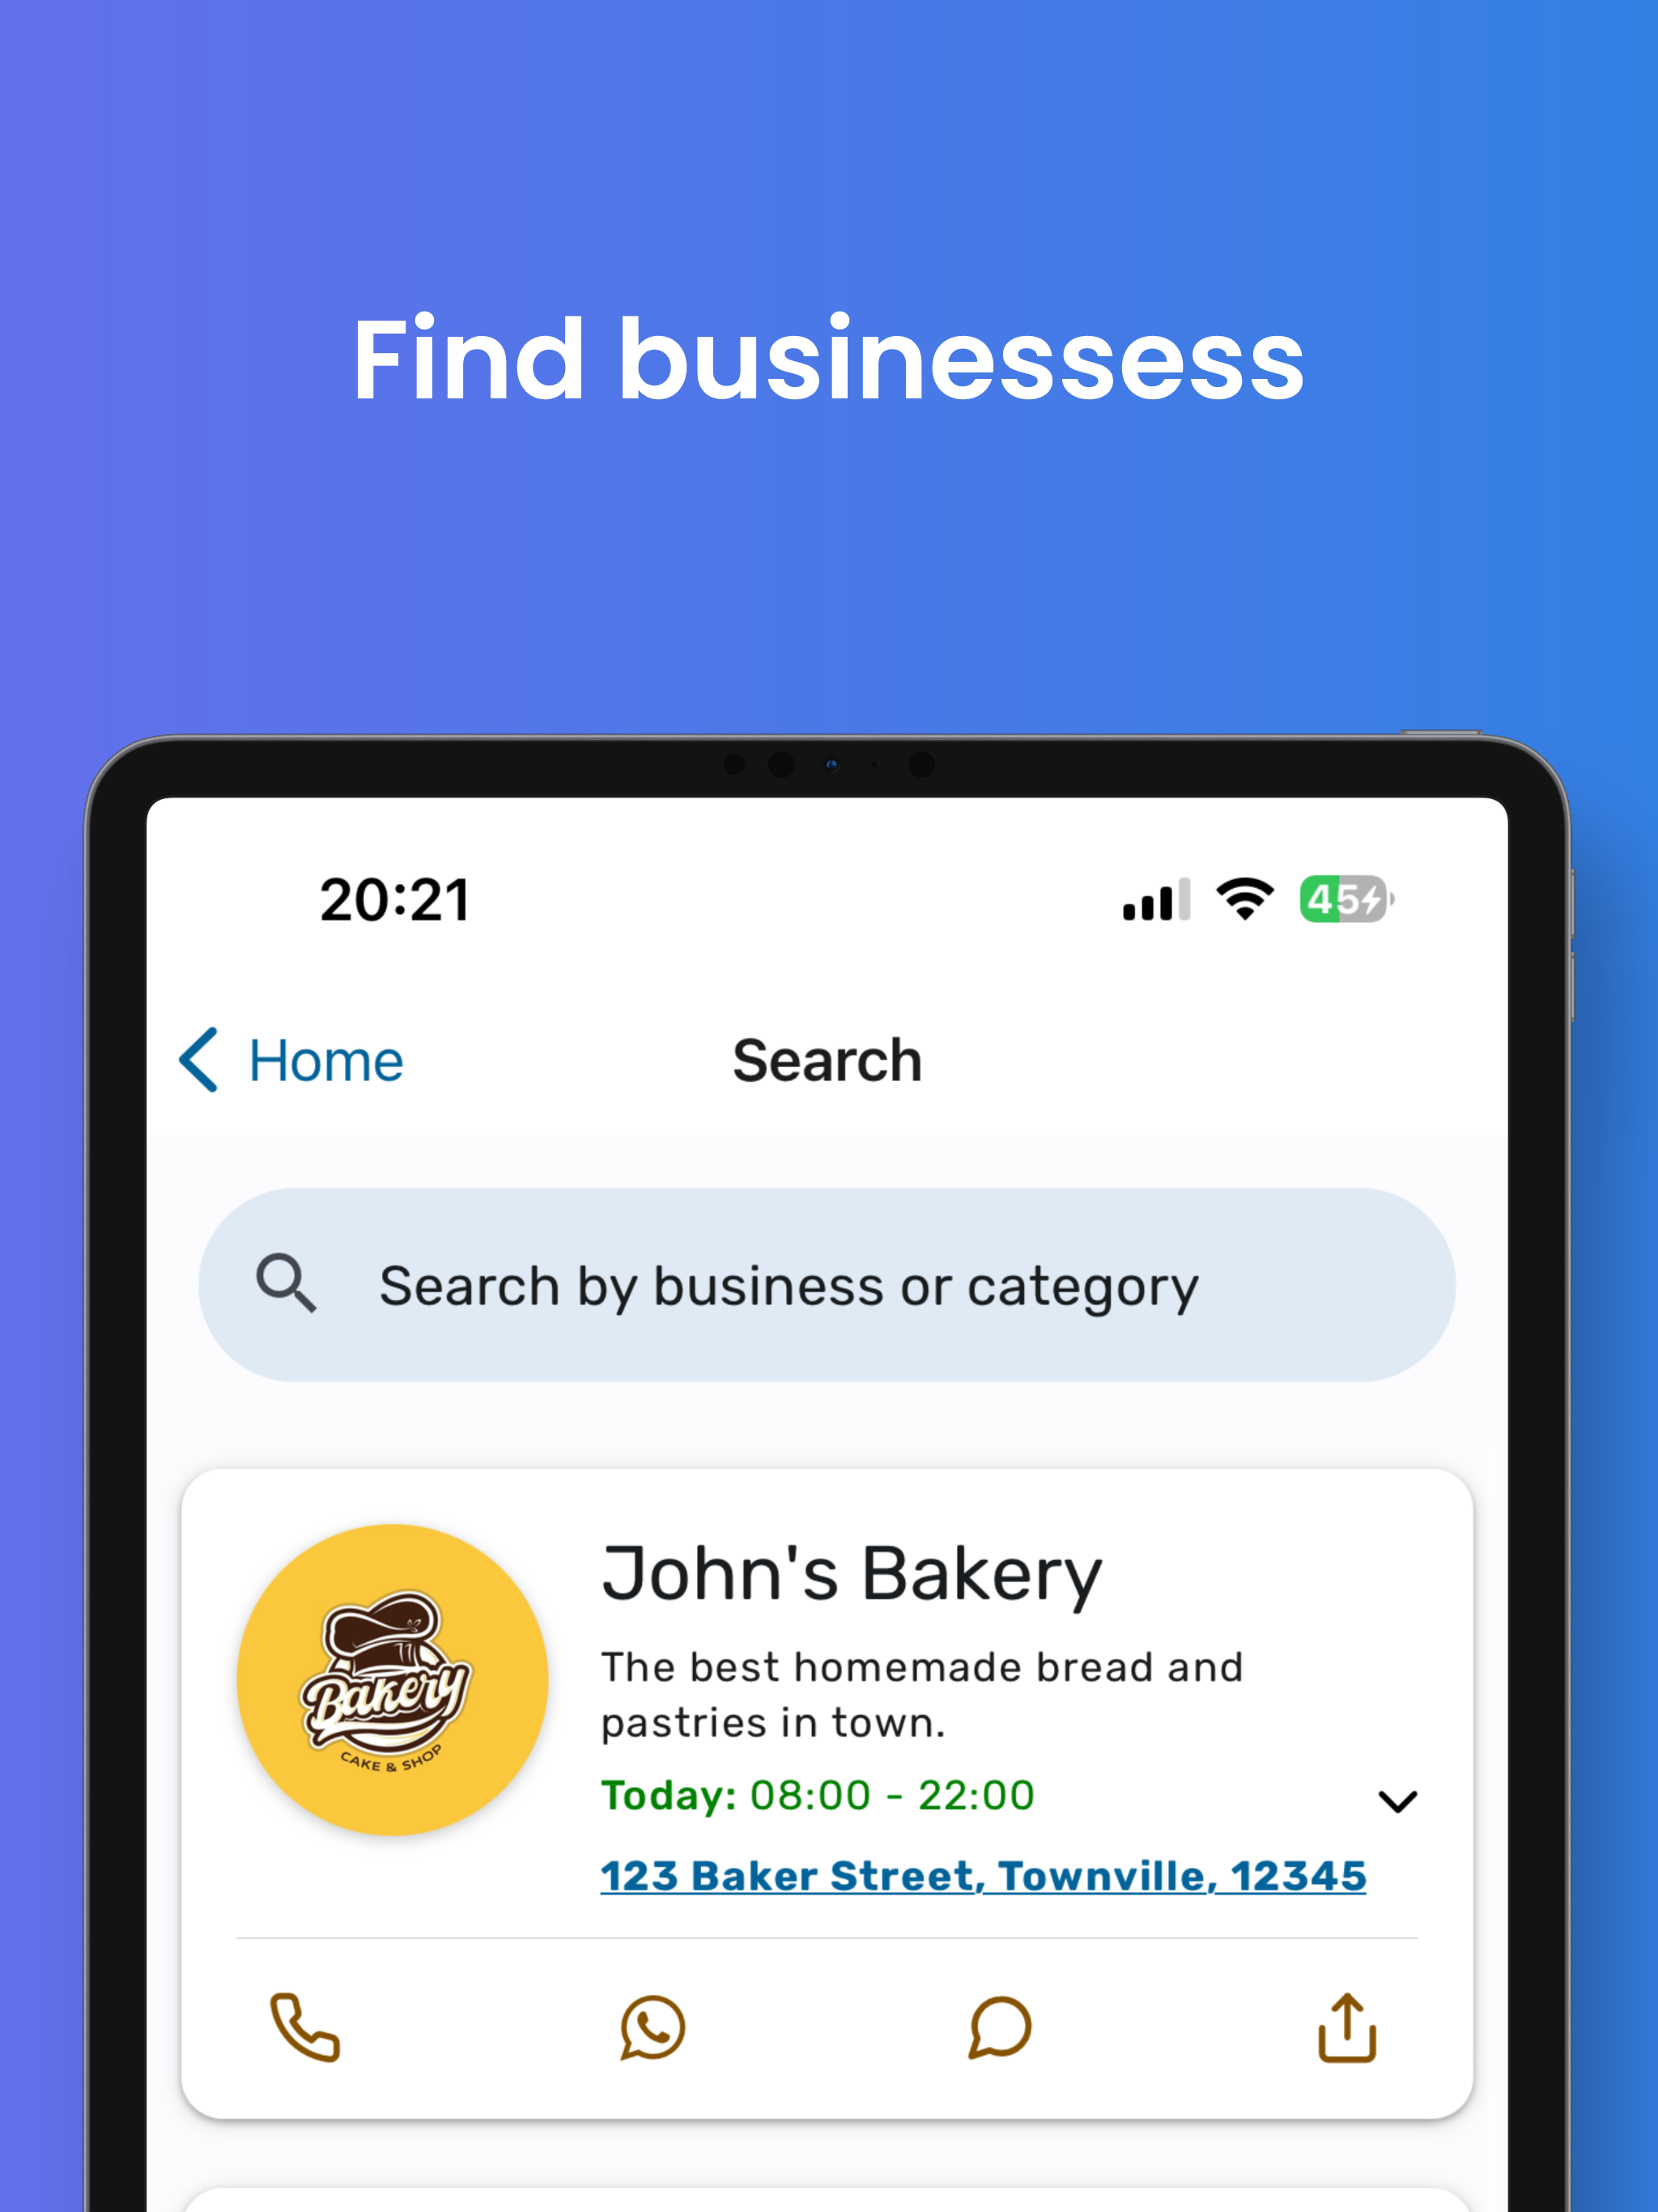 Find businessess
20:21
45
Home
Search
Search by business or category
John's Bakery
The best homemade bread and
pastries in town.
Today: 08:00 - 22:00
123 Baker Street, Townville, 12345
Bakery
CAKE & SHOP